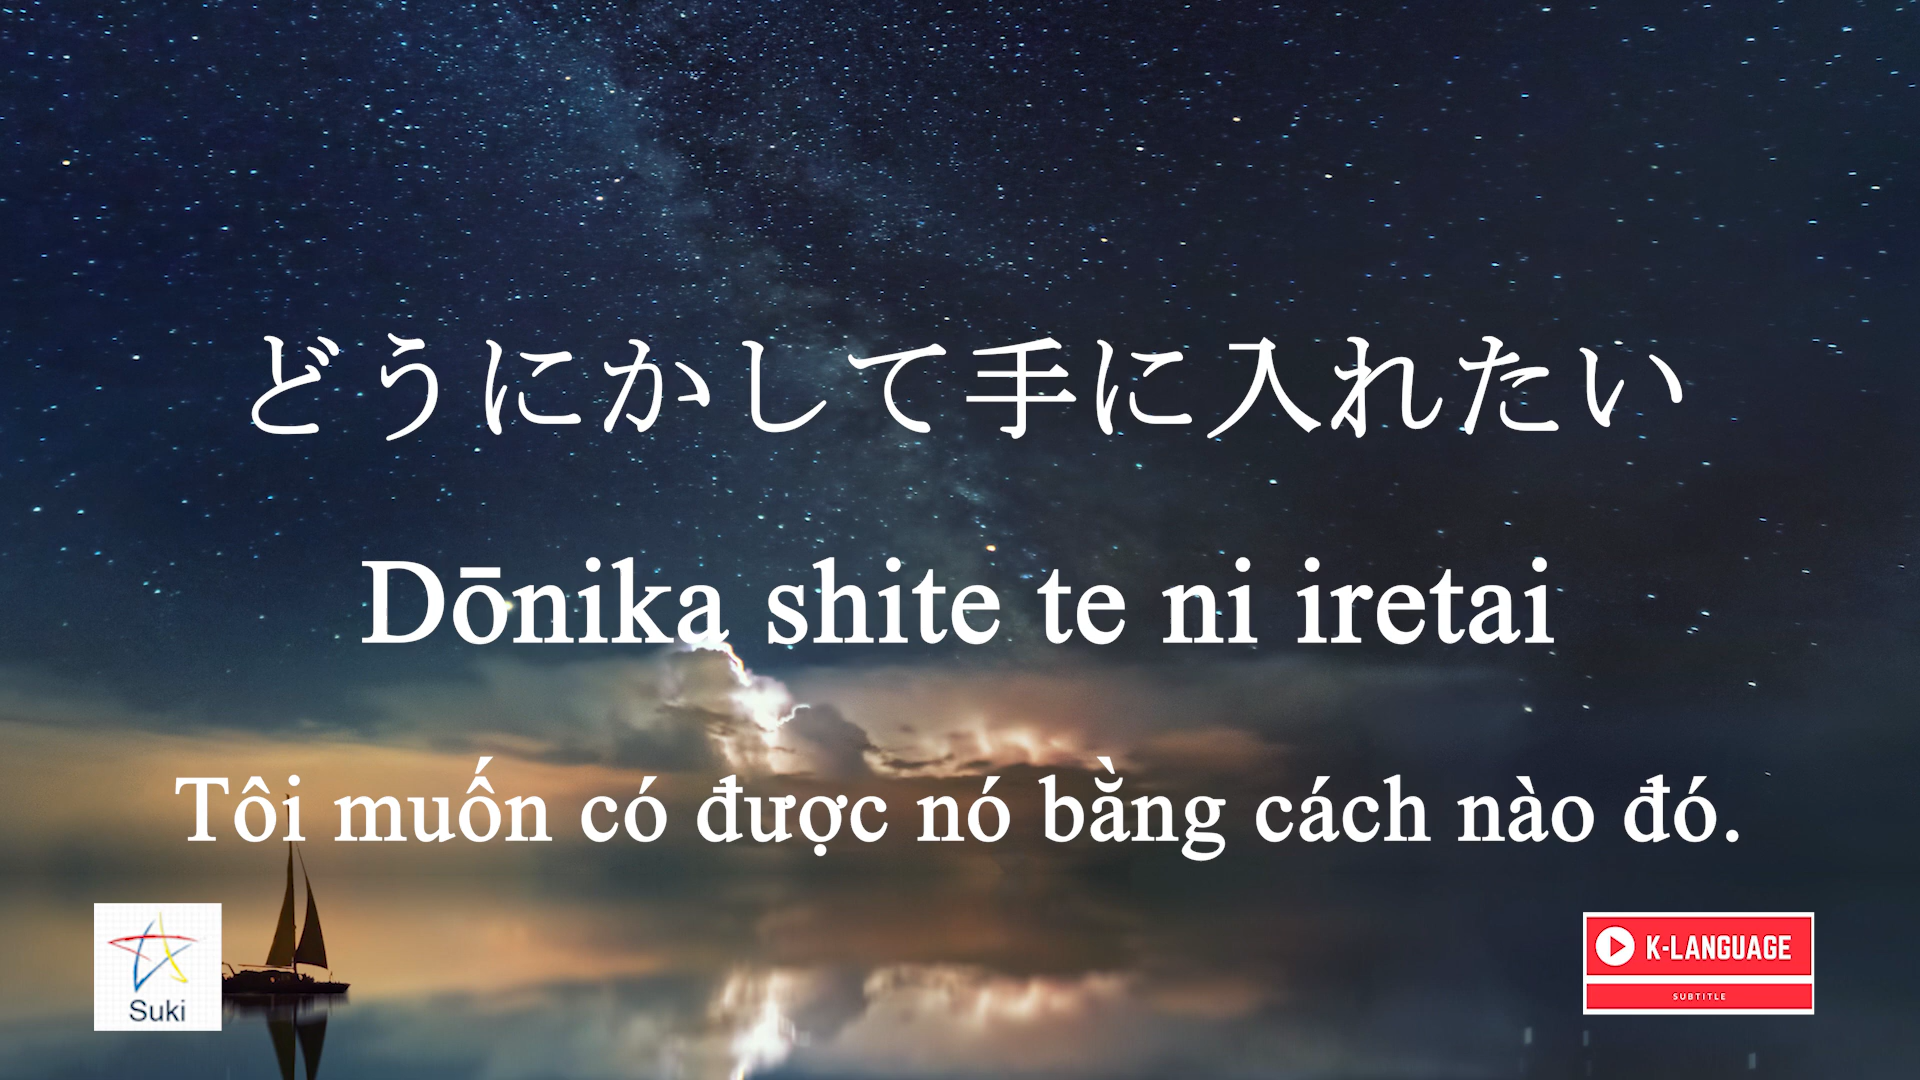 どうにかして手に入れたい
Dōnika shite te ni iretai
Tôi muốn có được nó bằng cách nào đó.
Suki
K-LANGUAGE
SUBTITLE